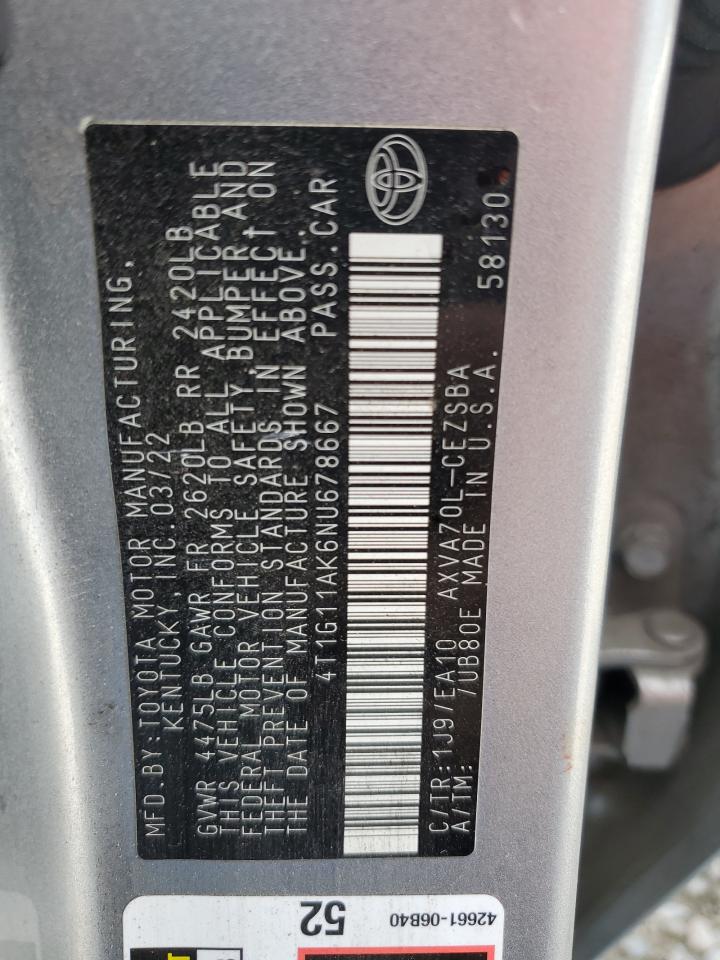 MFD.BY:TOYOTA MOTOR MANUFACTURING,
KENTUCKY, INC.03/22
GVWR 4475LB GAWR FR 2620LB RR 2420LB
THIS VEHICLE CONFORMS TO ALL APPLICABLE
FEDERAL MOTOR VEHICLE SAFETY, BUMPER AND
THEFT PREVENTION STANDARDS IN EFFECT ON
THE DATE OF MANUFACTURE SHOWN ABOVE.
4T1G11AK6NU678667 PASS.CAR
C/TR:1J9/EA10 AXVA70L-CEZSBA 58130
A/TM: /UB80E MADE IN U.S.A.
52
42661-06B40